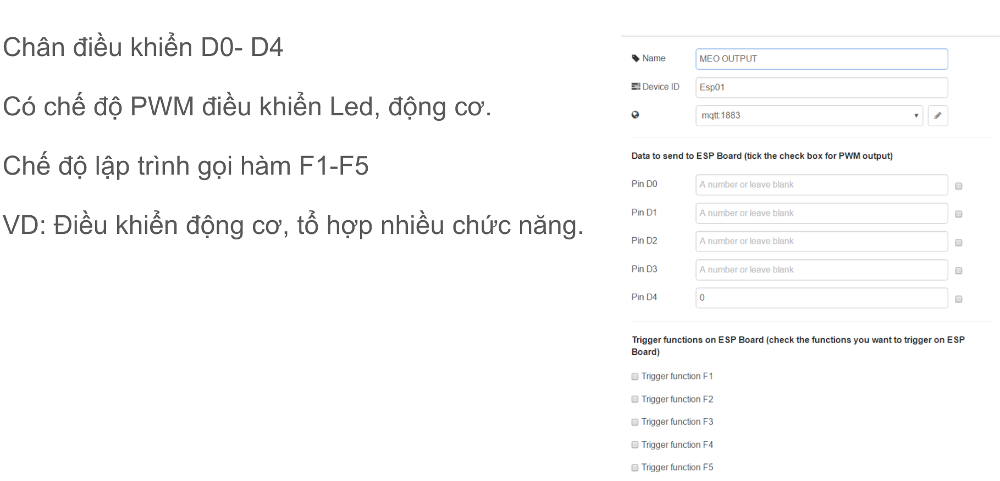 Chân điều khiển D0- D4
Có chế độ PWM điều khiển Led, động cơ.
Chế độ lập trình gọi hàm F1-F5
VD: Điều khiển động cơ, tổ hợp nhiều chức năng.
Name
MEO OUTPUT
Device ID
Esp01
mqtt:1883
Data to send to ESP Board (tick the check box for PWM output)
Pin D0
A number or leave blank
Pin D1
A number or leave blank
Pin D2
A number or leave blank
Pin D3
A number or leave blank
Pin D4
0
Trigger functions on ESP Board (check the functions you want to trigger on ESP
Board)
Trigger function F1
Trigger function F2
Trigger function F3
Trigger function F4
Trigger function F5